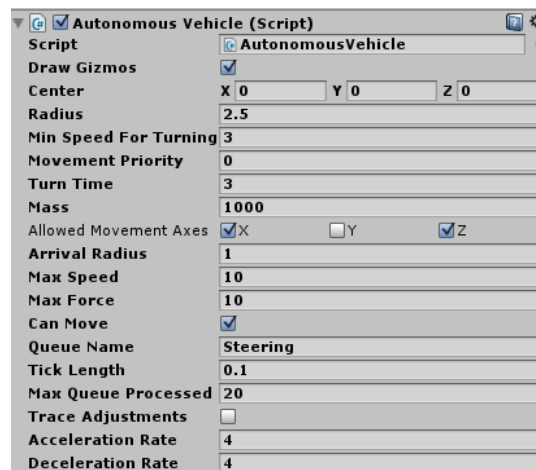 Autonomous Vehicle (Script)
Script AutonomousVehicle
Draw Gizmos
Center X 0 Y 0 Z 0
Radius 2.5
Min Speed For Turning 3
Movement Priority 0
Turn Time 3
Mass 1000
Allowed Movement Axes X Y Z
Arrival Radius 1
Max Speed 10
Max Force 10
Can Move
Queue Name Steering
Tick Length 0.1
Max Queue Processed 20
Trace Adjustments
Acceleration Rate 4
Deceleration Rate 4